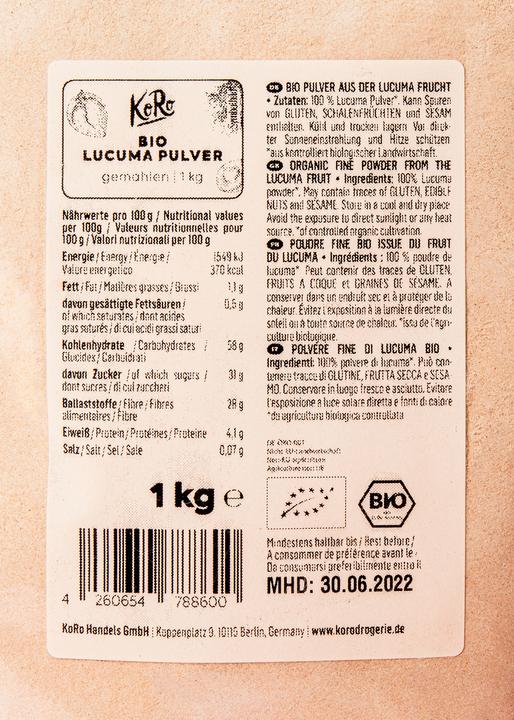 KoRo
BIO
LUCUMA PULVER
gemahlen | 1 kg
Nährwerte pro 100 g / Nutritional values
per 100g / Valeurs nutritionnelles pour
100 g / Valori nutrizionali per 100 g
Energie / Energy / Énergie / 1549 kJ
Valore energetico 370 kcal
Fett / Fat / Matières grasses / Grassi 1,1 g
davon gesättigte Fettsäuren / 0,5 g
of which saturates / dont acides
gras saturés / di cui acidi grassi saturi
Kohlenhydrate / Carbohydrates / 58 g
Glucides / Carboidrati
davon Zucker / of which sugars / 31 g
dont sucres / di cui zuccheri
Ballaststoffe / Fibre / Fibres 28 g
alimentaires / Fibre
Eiweiß / Protein / Protéines / Proteine 4,1 g
Salz / Salt / Sel / Sale 0,07 g
1 kg e
4 260654 788600
DE BIO PULVER AUS DER LUCUMA FRUCHT
• Zutaten: 100 % Lucuma Pulver*. Kann Spuren
von GLUTEN, SCHALENFRÜCHTEN und SESAM
enthalten. Kühl und trocken lagern. Vor direk-
ter Sonneneinstrahlung und Hitze schützen.
*aus kontrolliert biologischer Landwirtschaft.
ORGANIC FINE POWDER FROM THE
LUCUMA FRUIT • Ingredients: 100% Lucuma
powder*. May contain traces of GLUTEN, EDIBLE
NUTS and SESAME. Store in a cool and dry place.
Avoid the exposure to direct sunlight or any heat
source. *of controlled organic cultivation.
FR POUDRE FINE BIO ISSUE DU FRUIT
DU LUCUMA • Ingrédients : 100 % poudre de
lucuma*. Peut contenir des traces de GLUTEN,
FRUITS À COQUE et GRAINES DE SÉSAME. À
conserver dans un endroit sec et à protéger de la
chaleur. Évitez l'exposition à la lumière directe du
soleil ou à toute source de chaleur. *issu de l'agri-
culture biologique.
IT POLVERE FINE DI LUCUMA BIO •
Ingredienti: 100% polvere di lucuma*. Può con-
tenere tracce di GLUTINE, FRUTTA SECCA e SESA-
MO. Conservare in luogo fresco e asciutto. Evitare
l'esposizione a luce solare diretta e fonti di calore
*da agricoltura biologica controllata
BIO
Mindestens haltbar bis / Best before /
A consommer de préférence avant le /
Da consumarsi preferibilmente entro il
MHD: 30.06.2022
KoRo Handels GmbH | Koppenplatz 9, 10115 Berlin, Germany | www.korodrogerie.de